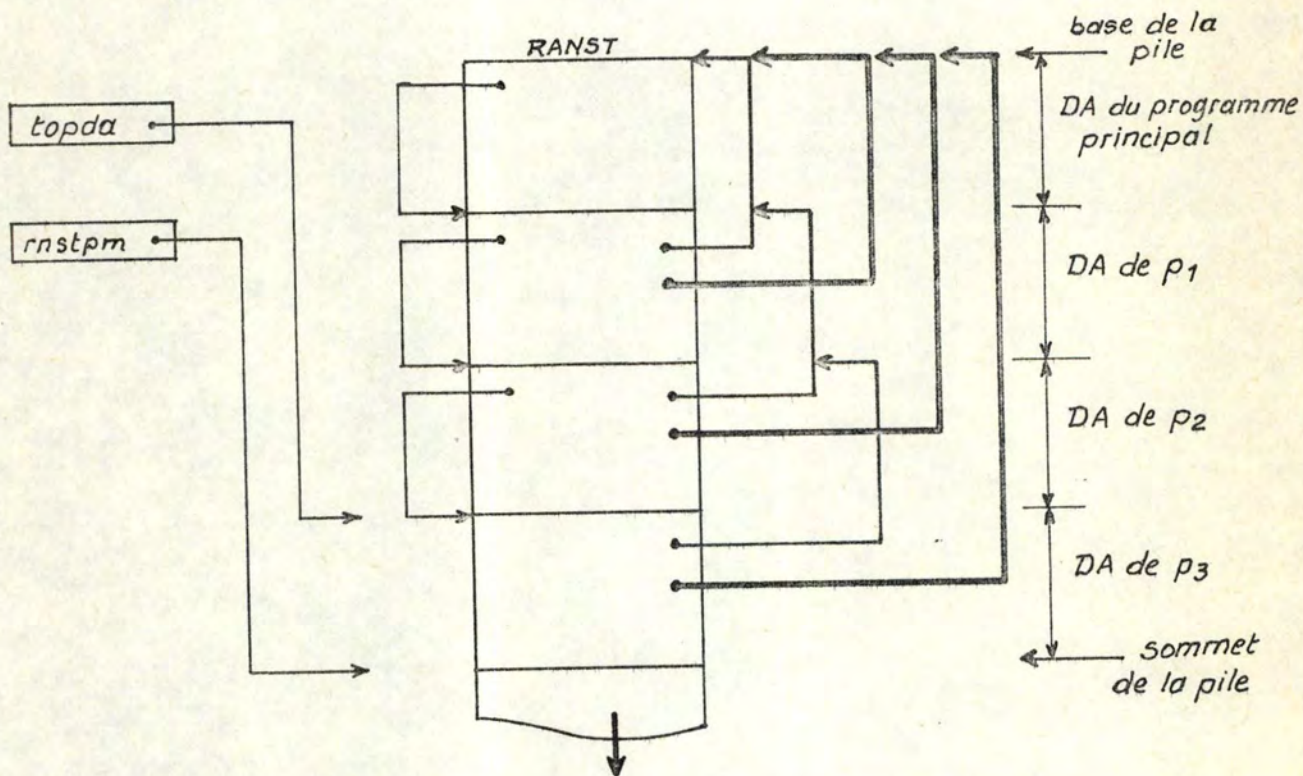 RANST
base de la
pile
topda
DA du programme
principal
rnstpm
DA de p1
DA de p2
DA de p3
sommet
de la pile